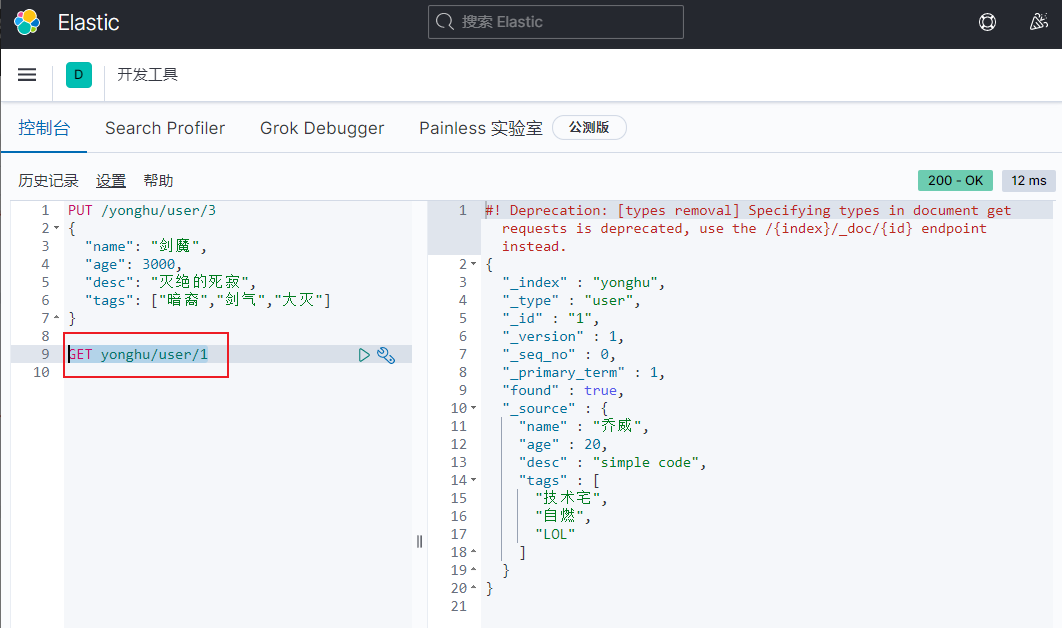 Elastic
搜索 Elastic
D
开发工具
控制台
Search Profiler
Grok Debugger
Painless 实验室
公测版
历史记录
设置
帮助
200 - OK
12 ms
1 PUT /yonghu/user/3
2 {
3 "name": "剑魔",
4 "age": 3000,
5 "desc": "灭绝的死寂",
6 "tags": ["暗裔","剑气","大灭"]
7 }
8
9 GET yonghu/user/1
10
1 #! Deprecation: [types removal] Specifying types in document get
requests is deprecated, use the /{index}/_doc/{id} endpoint
instead.
2 {
3 "_index" : "yonghu",
4 "_type" : "user",
5 "_id" : "1",
6 "_version" : 1,
7 "_seq_no" : 0,
8 "_primary_term" : 1,
9 "found" : true,
10 "_source" : {
11 "name" : "乔威",
12 "age" : 20,
13 "desc" : "simple code",
14 "tags" : [
15 "技术宅",
16 "自燃",
17 "LOL"
18 ]
19 }
20 }
21